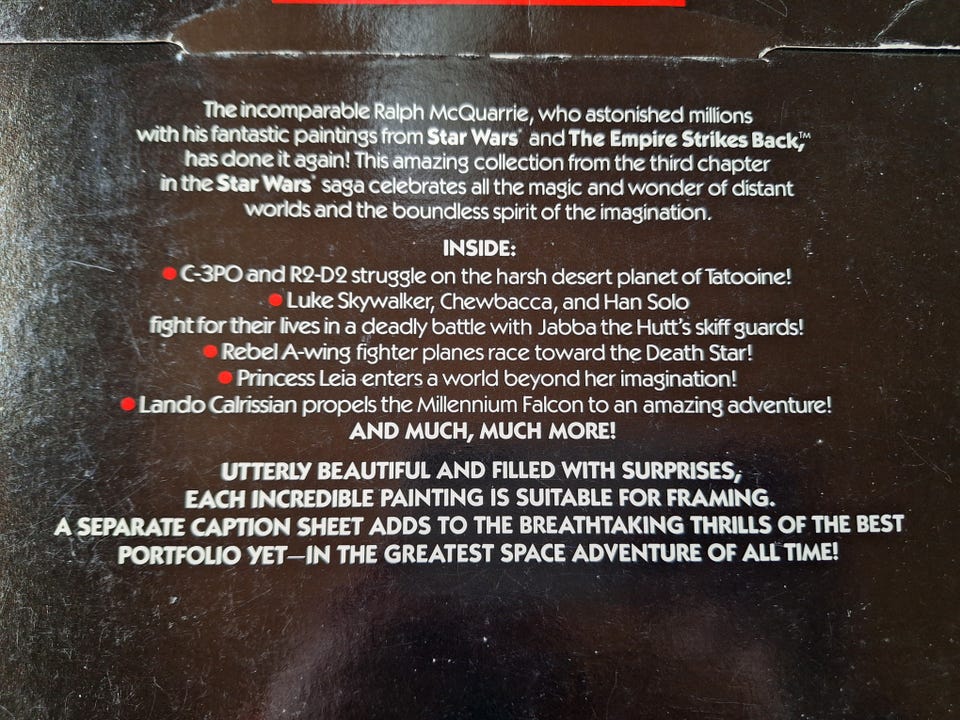 The incomparable Ralph McQuarrie, who astonished millions
with his fantastic paintings from Star Wars® and The Empire Strikes Back,™
has done it again! This amazing collection from the third chapter
in the Star Wars® saga celebrates all the magic and wonder of distant
worlds and the boundless spirit of the imagination.
INSIDE:
● C-3PO and R2-D2 struggle on the harsh desert planet of Tatooine!
● Luke Skywalker, Chewbacca, and Han Solo
fight for their lives in a deadly battle with Jabba the Hutt's skiff guards!
● Rebel A-wing fighter planes race toward the Death Star!
● Princess Leia enters a world beyond her imagination!
● Lando Calrissian propels the Millennium Falcon to an amazing adventure!
AND MUCH, MUCH MORE!
UTTERLY BEAUTIFUL AND FILLED WITH SURPRISES,
EACH INCREDIBLE PAINTING IS SUITABLE FOR FRAMING.
A SEPARATE CAPTION SHEET ADDS TO THE BREATHTAKING THRILLS OF THE BEST
PORTFOLIO YET—IN THE GREATEST SPACE ADVENTURE OF ALL TIME!